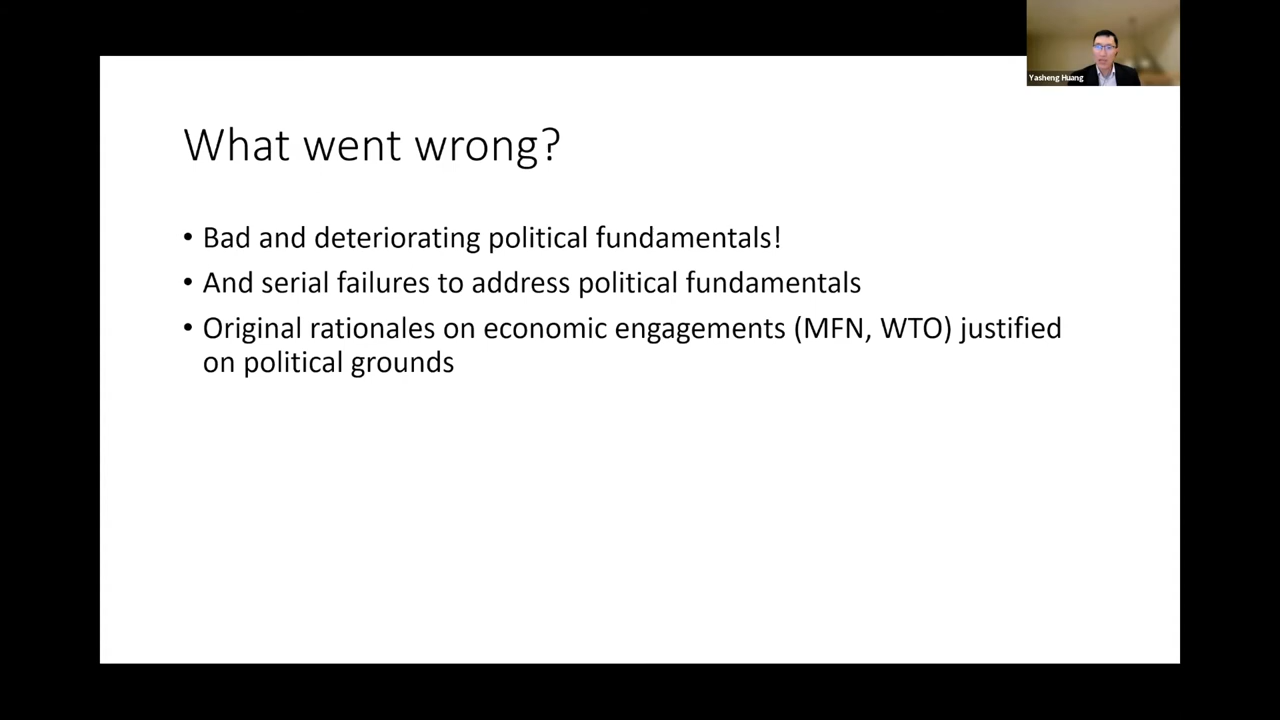 Yasheng Huang
What went wrong?
• Bad and deteriorating political fundamentals!
• And serial failures to address political fundamentals
• Original rationales on economic engagements (MFN, WTO) justified
on political grounds